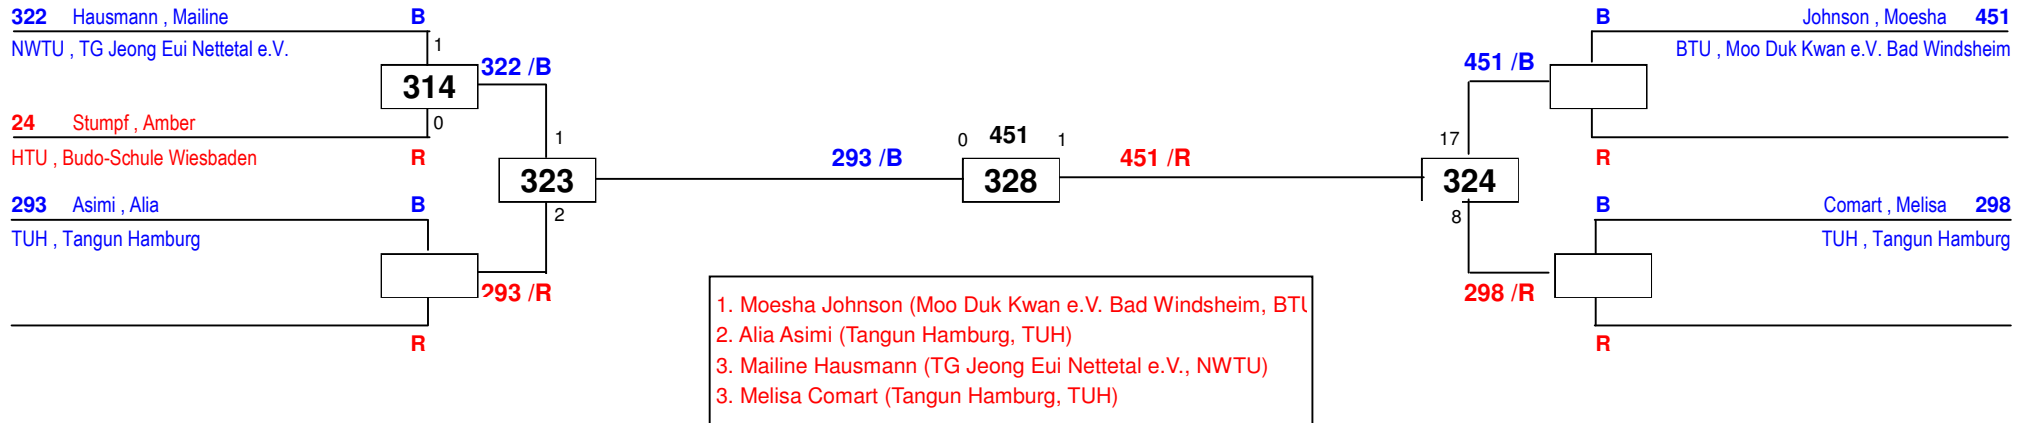 322 Hausmann , Mailine B
NWTU , TG Jeong Eui Nettetal e.V.
1
322 /B
314
0
24 Stumpf , Amber
HTU , Budo-Schule Wiesbaden R
1
323
2
293 Asimi , Alia B
TUH , Tangun Hamburg
293 /R
R
293 /B
0 451 1
328
451 /R
B Johnson , Moesha 451
BTU , Moo Duk Kwan e.V. Bad Windsheim
451 /B
R
17
324
8
B Comart , Melisa 298
TUH , Tangun Hamburg
298 /R
R
1. Moesha Johnson (Moo Duk Kwan e.V. Bad Windsheim, BTU
2. Alia Asimi (Tangun Hamburg, TUH)
3. Mailine Hausmann (TG Jeong Eui Nettetal e.V., NWTU)
3. Melisa Comart (Tangun Hamburg, TUH)